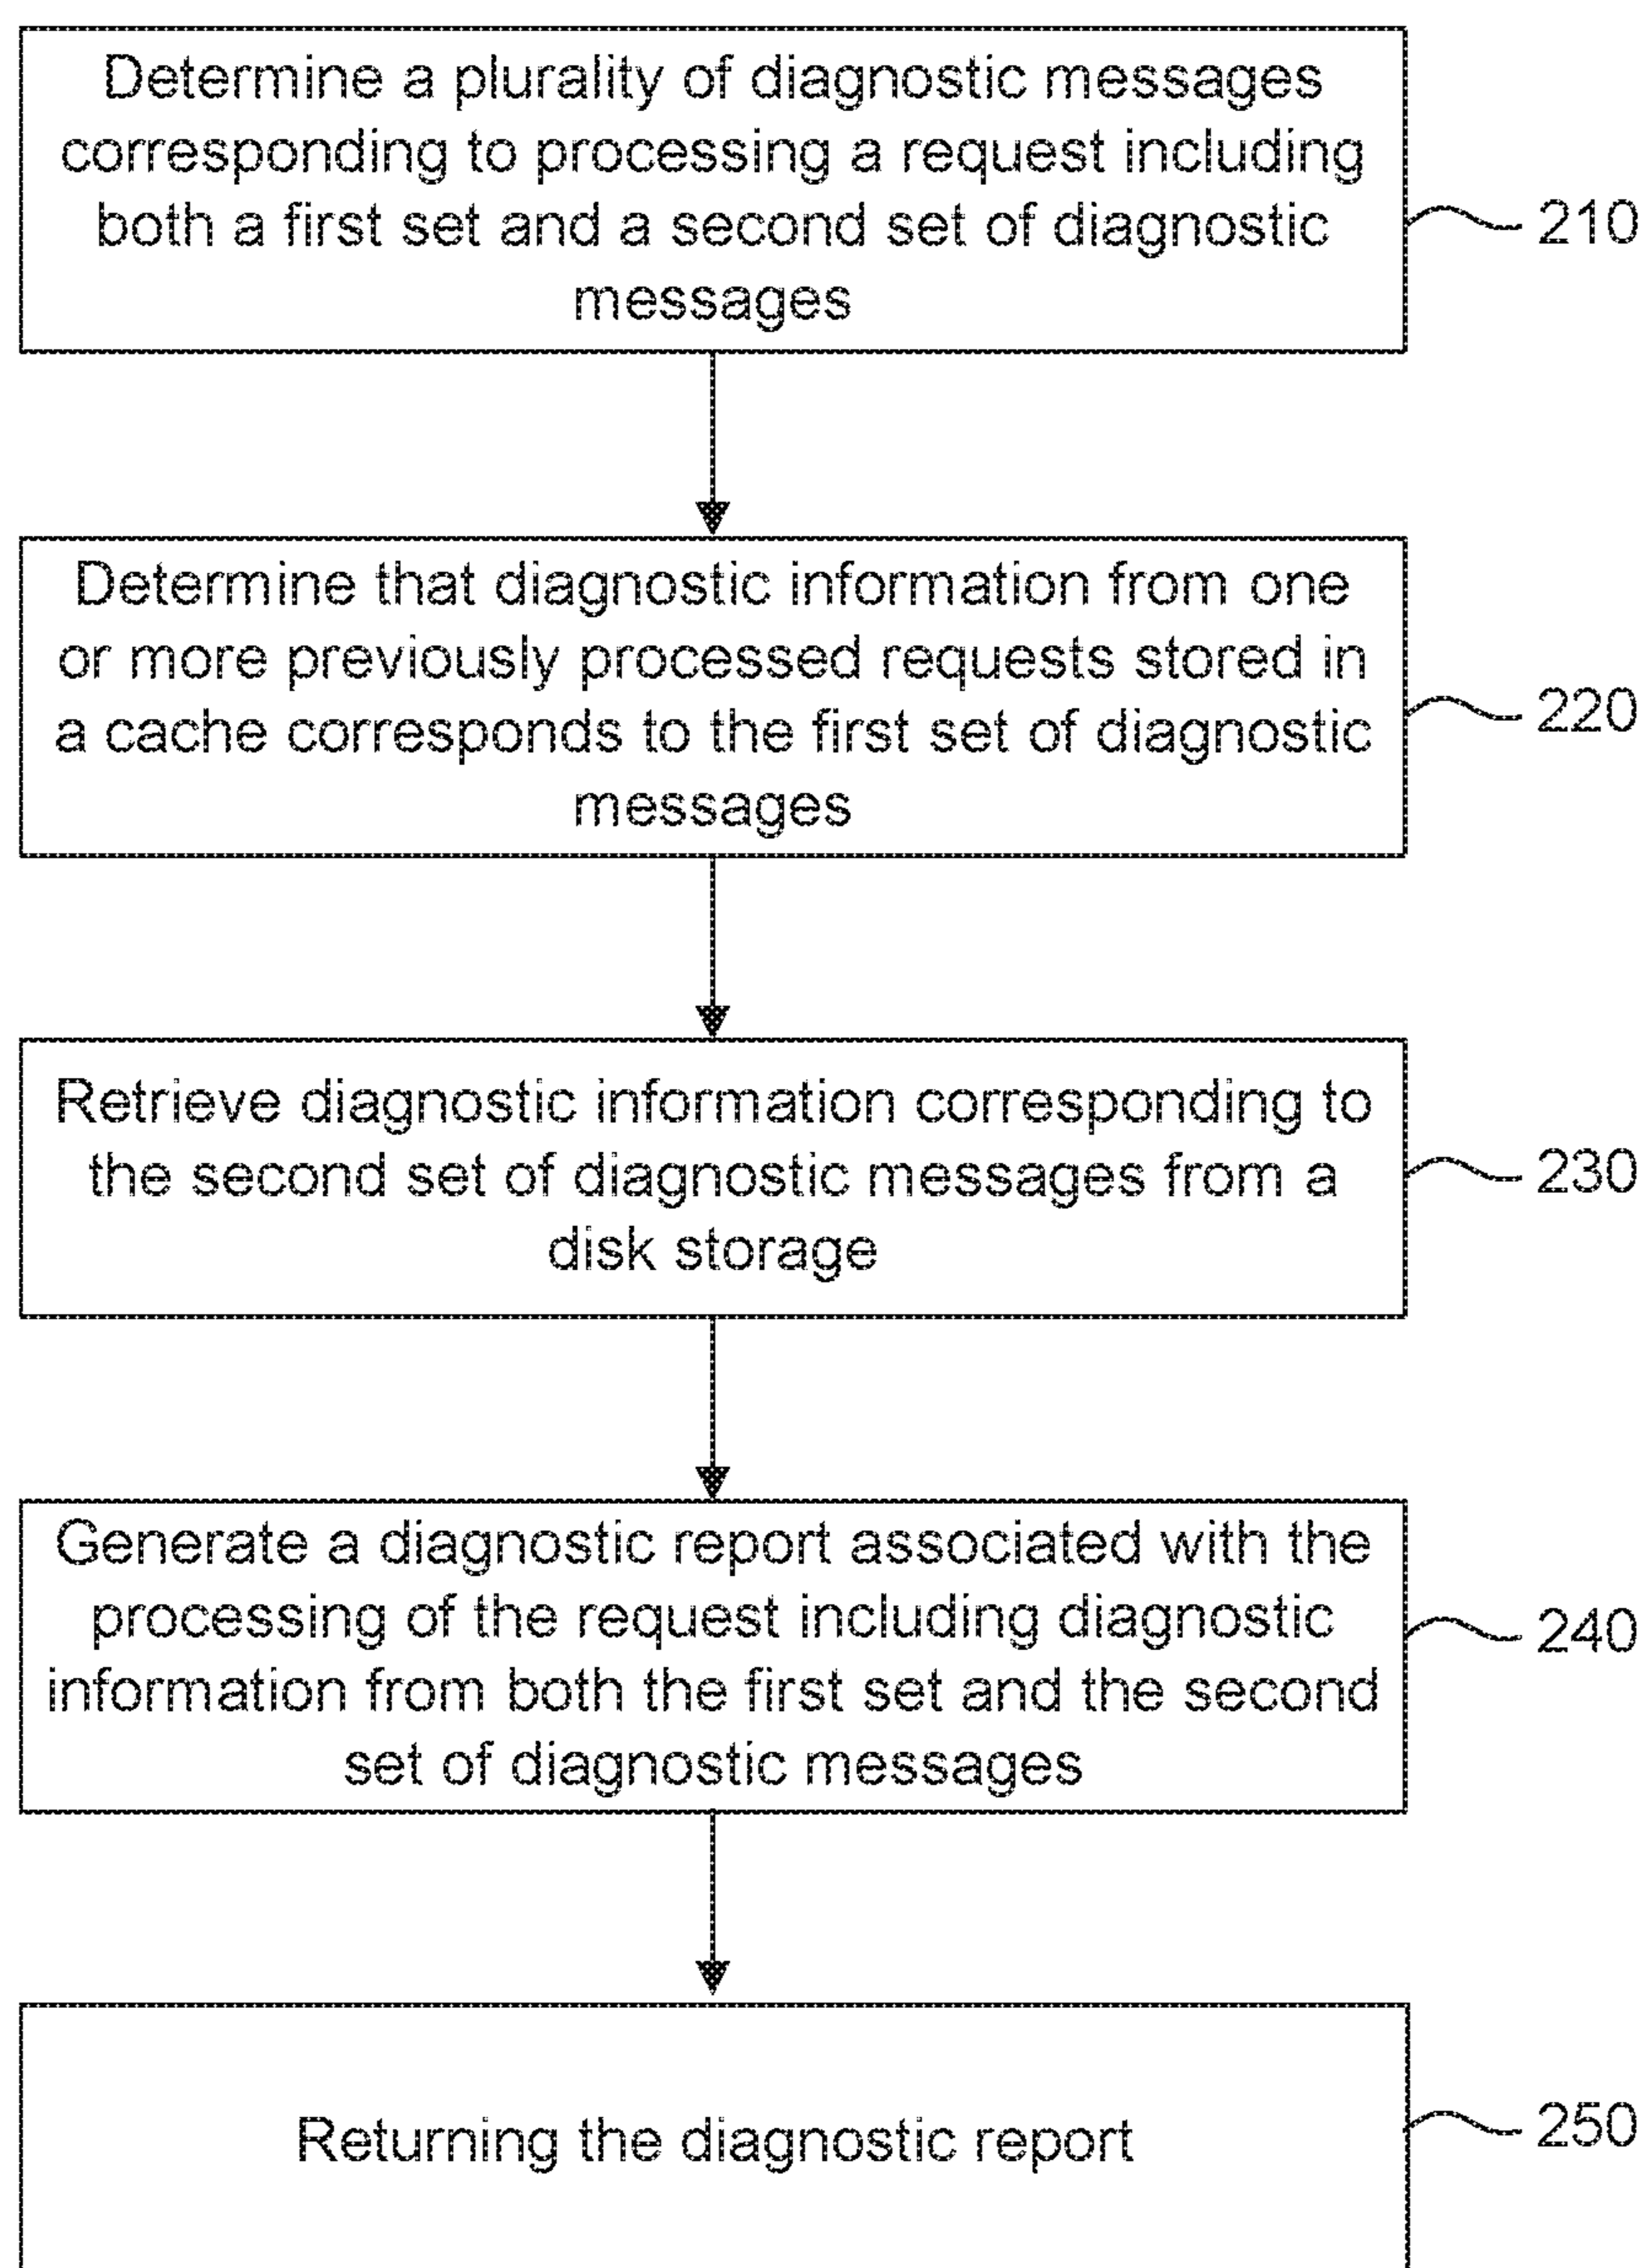 Determine a plurality of diagnostic messages
corresponding to processing a request including
both a first set and a second set of diagnostic
messages
210
Determine that diagnostic information from one
or more previously processed requests stored in
a cache corresponds to the first set of diagnostic
messages
220
Retrieve diagnostic information corresponding to
the second set of diagnostic messages from a
disk storage
230
Generate a diagnostic report associated with the
processing of the request including diagnostic
information from both the first set and the second
set of diagnostic messages
240
Returning the diagnostic report
250